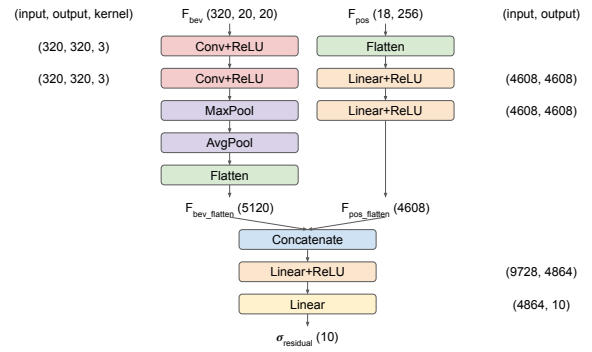 (input, output, kernel) F_bev (320, 20, 20) F_pos (18, 256) (input, output)
(320, 320, 3) Conv+ReLU Flatten
(320, 320, 3) Conv+ReLU Linear+ReLU (4608, 4608)
MaxPool Linear+ReLU (4608, 4608)
AvgPool
Flatten
F_bev_flatten (5120) F_pos_flatten (4608)
Concatenate
Linear+ReLU (9728, 4864)
Linear (4864, 10)
σ_residual (10)